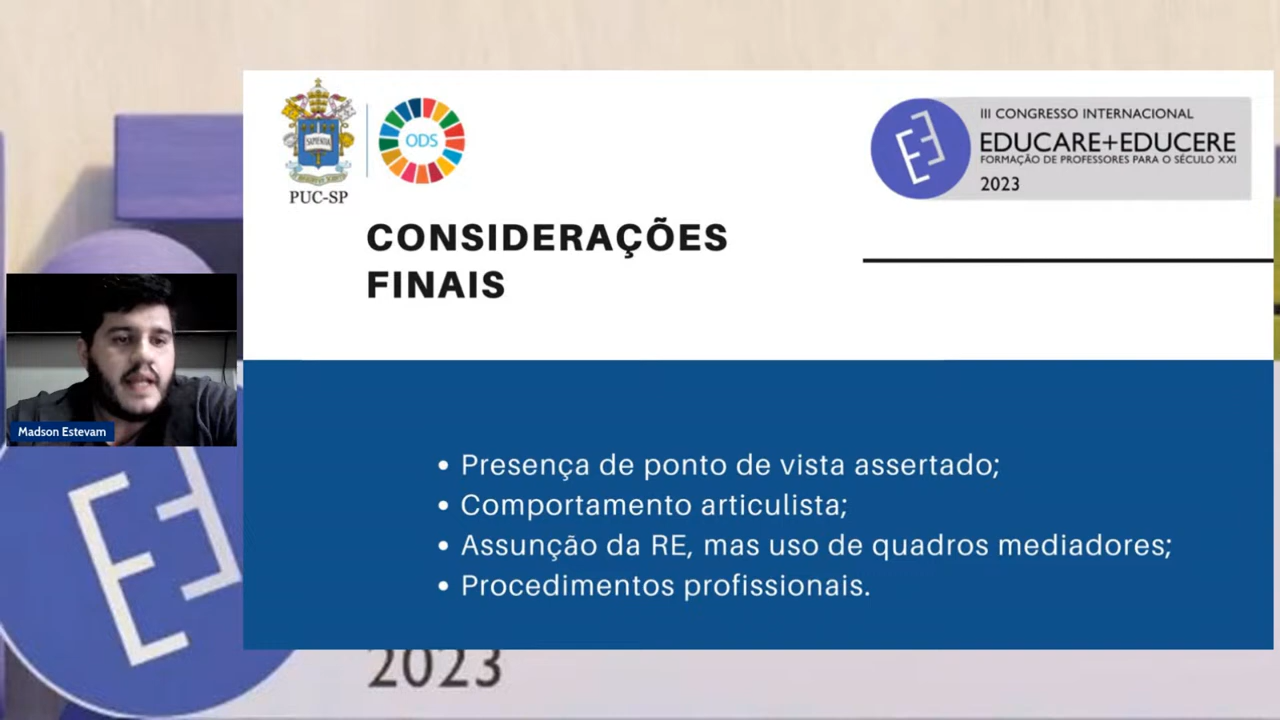 SAPIENTIA
PUC-SP
ODS
III CONGRESSO INTERNACIONAL
EDUCARE+EDUCERE
FORMAÇÃO DE PROFESSORES PARA O SÉCULO XXI
2023
CONSIDERAÇÕES
FINAIS
Madson Estevam
• Presença de ponto de vista assertado;
• Comportamento articulista;
• Assunção da RE, mas uso de quadros mediadores;
• Procedimentos profissionais.
2023